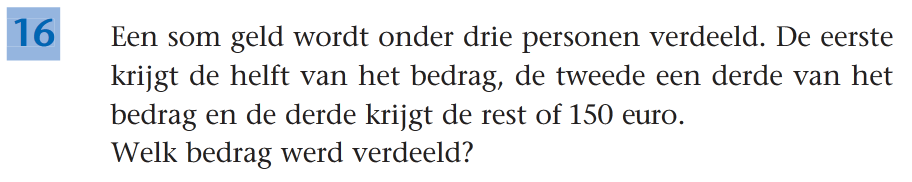 16
Een som geld wordt onder drie personen verdeeld. De eerste
krijgt de helft van het bedrag, de tweede een derde van het
bedrag en de derde krijgt de rest of 150 euro.
Welk bedrag werd verdeeld?